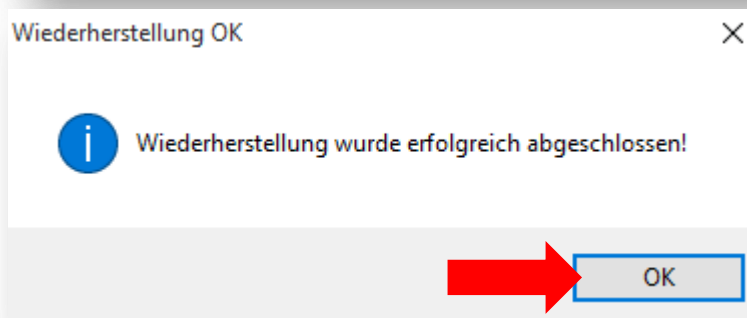 Wiederherstellung OK
Wiederherstellung wurde erfolgreich abgeschlossen!
OK